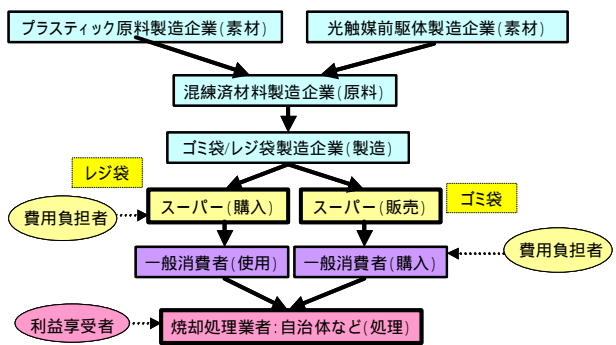 プラスティック原料製造企業(素材)
光触媒前駆体製造企業(素材)
混練済材料製造企業(原料)
ゴミ袋/レジ袋製造企業(製造)
レジ袋
ゴミ袋
スーパー(購入)
スーパー(販売)
費用負担者
費用負担者
一般消費者(使用)
一般消費者(購入)
利益享受者
焼却処理業者:自治体など(処理)